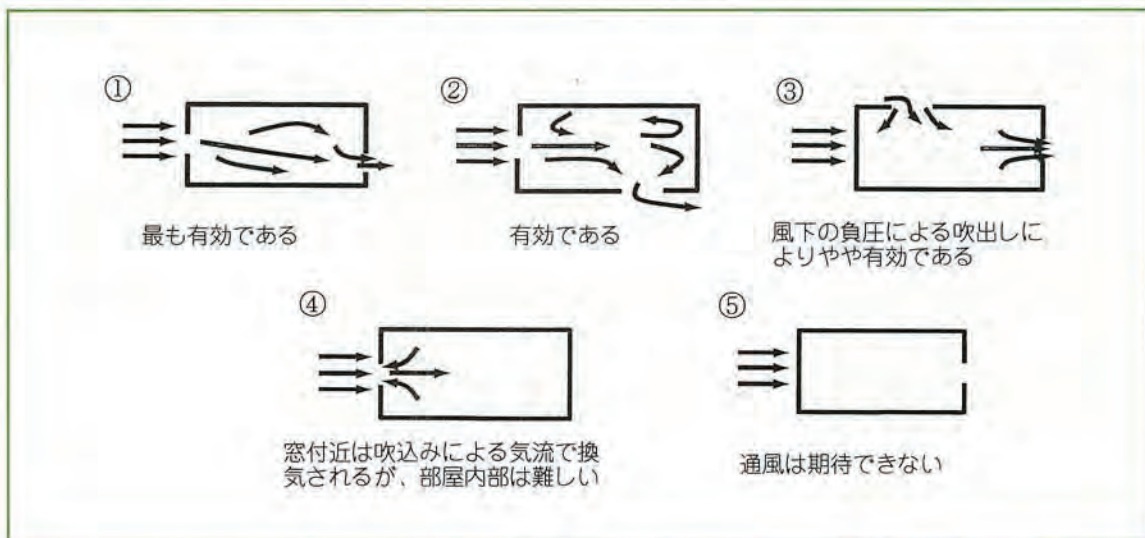 ①
最も有効である
②
有効である
③
風下の負圧による吹出しに
よりやや有効である
④
窓付近は吹込みによる気流で換
気されるが、部屋内部は難しい
⑤
通風は期待できない